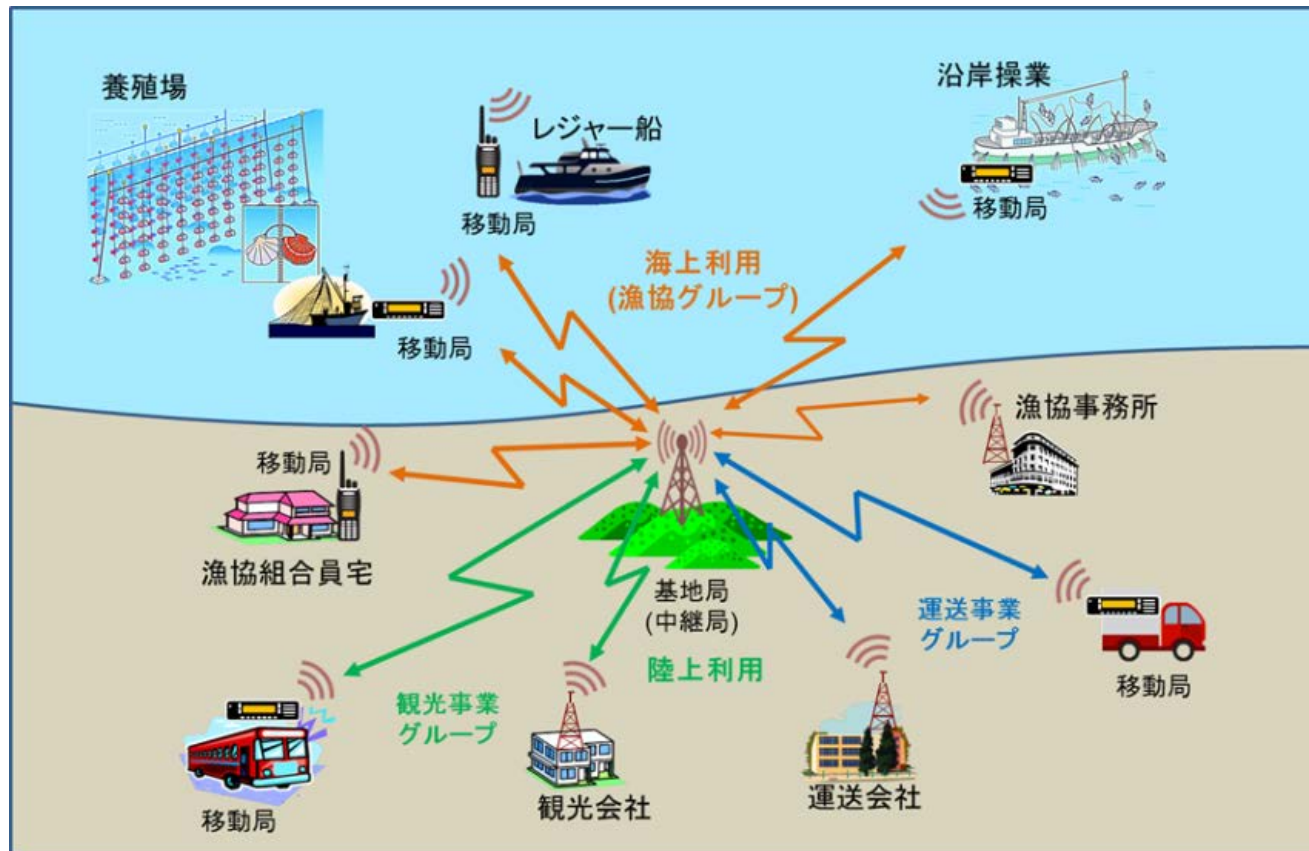 養殖場
レジャー船
沿岸操業
移動局
移動局
移動局
海上利用
(漁協グループ)
漁協事務所
移動局
漁協組合員宅
基地局
(中継局)
運送事業
グループ
陸上利用
移動局
観光事業
グループ
移動局
観光会社
運送会社